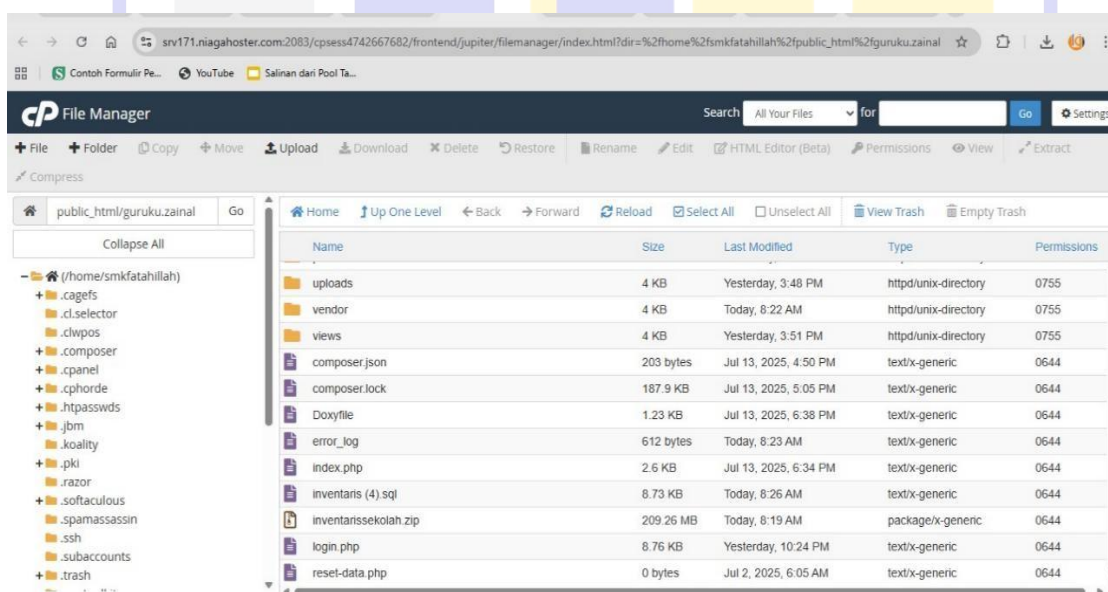 srv171.niagahoster.com:2083/cpsess4742667682/frontend/jupiter/filemanager/index.html?dir=%2fhome%2fsmkfatahillah%2fpublic_html%2fguruku.zainal
Contoh Formulir Pe... YouTube Salinan dari Pool Ta...
cP File Manager Search All Your Files for Go Settings
File Folder Copy Move Upload Download Delete Restore Rename Edit HTML Editor (Beta) Permissions View Extract
Compress
public_html/guruku.zainal Go Home Up One Level Back Forward Reload Select All Unselect All View Trash Empty Trash
Collapse All
(/home/smkfatahillah)
.cagefs
.cl.selector
.clwpos
.composer
.cpanel
.cphorde
.htpasswds
.jbm
.koality
.pki
.razor
.softaculous
.spamassassin
.ssh
.subaccounts
.trash
Name Size Last Modified Type Permissions
uploads 4 KB Yesterday, 3:48 PM httpd/unix-directory 0755
vendor 4 KB Today, 8:22 AM httpd/unix-directory 0755
views 4 KB Yesterday, 3:51 PM httpd/unix-directory 0755
composer.json 203 bytes Jul 13, 2025, 4:50 PM text/x-generic 0644
composer.lock 187.9 KB Jul 13, 2025, 5:05 PM text/x-generic 0644
Doxyfile 1.23 KB Jul 13, 2025, 6:38 PM text/x-generic 0644
error_log 612 bytes Today, 8:23 AM text/x-generic 0644
index.php 2.6 KB Jul 13, 2025, 6:34 PM text/x-generic 0644
inventaris (4).sql 8.73 KB Today, 8:26 AM text/x-generic 0644
inventarissekolah.zip 209.26 MB Today, 8:19 AM package/x-generic 0644
login.php 8.76 KB Yesterday, 10:24 PM text/x-generic 0644
reset-data.php 0 bytes Jul 2, 2025, 6:05 AM text/x-generic 0644